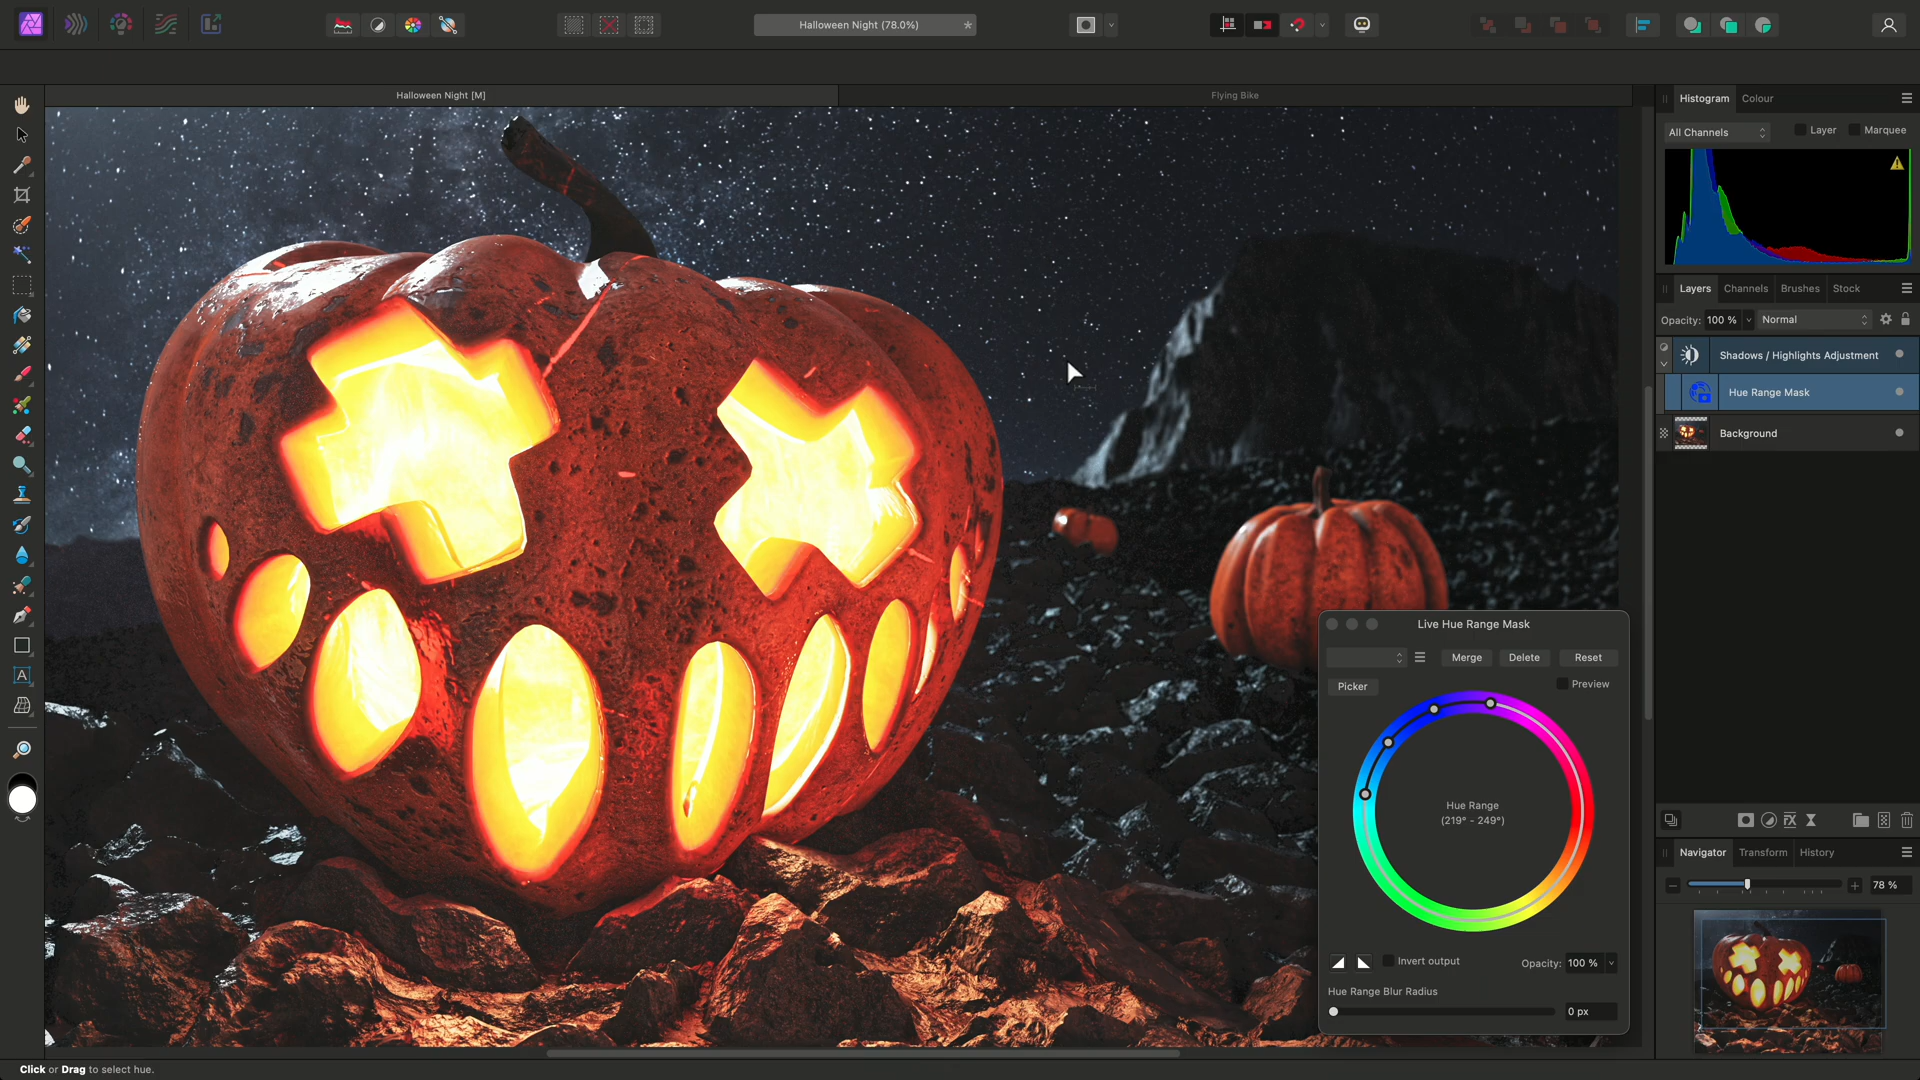 Halloween Night (78.0%)
*
Halloween Night [M]
Flying Bike
Histogram
Colour
All Channels
Layer
Marquee
Layers
Channels
Brushes
Stock
Opacity:
100 %
Normal
Shadows / Highlights Adjustment
Hue Range Mask
Background
Live Hue Range Mask
Merge
Delete
Reset
Picker
Preview
Hue Range
(219° - 249°)
Invert output
Opacity:
100 %
Hue Range Blur Radius
0 px
Navigator
Transform
History
78 %
Click or Drag to select hue.